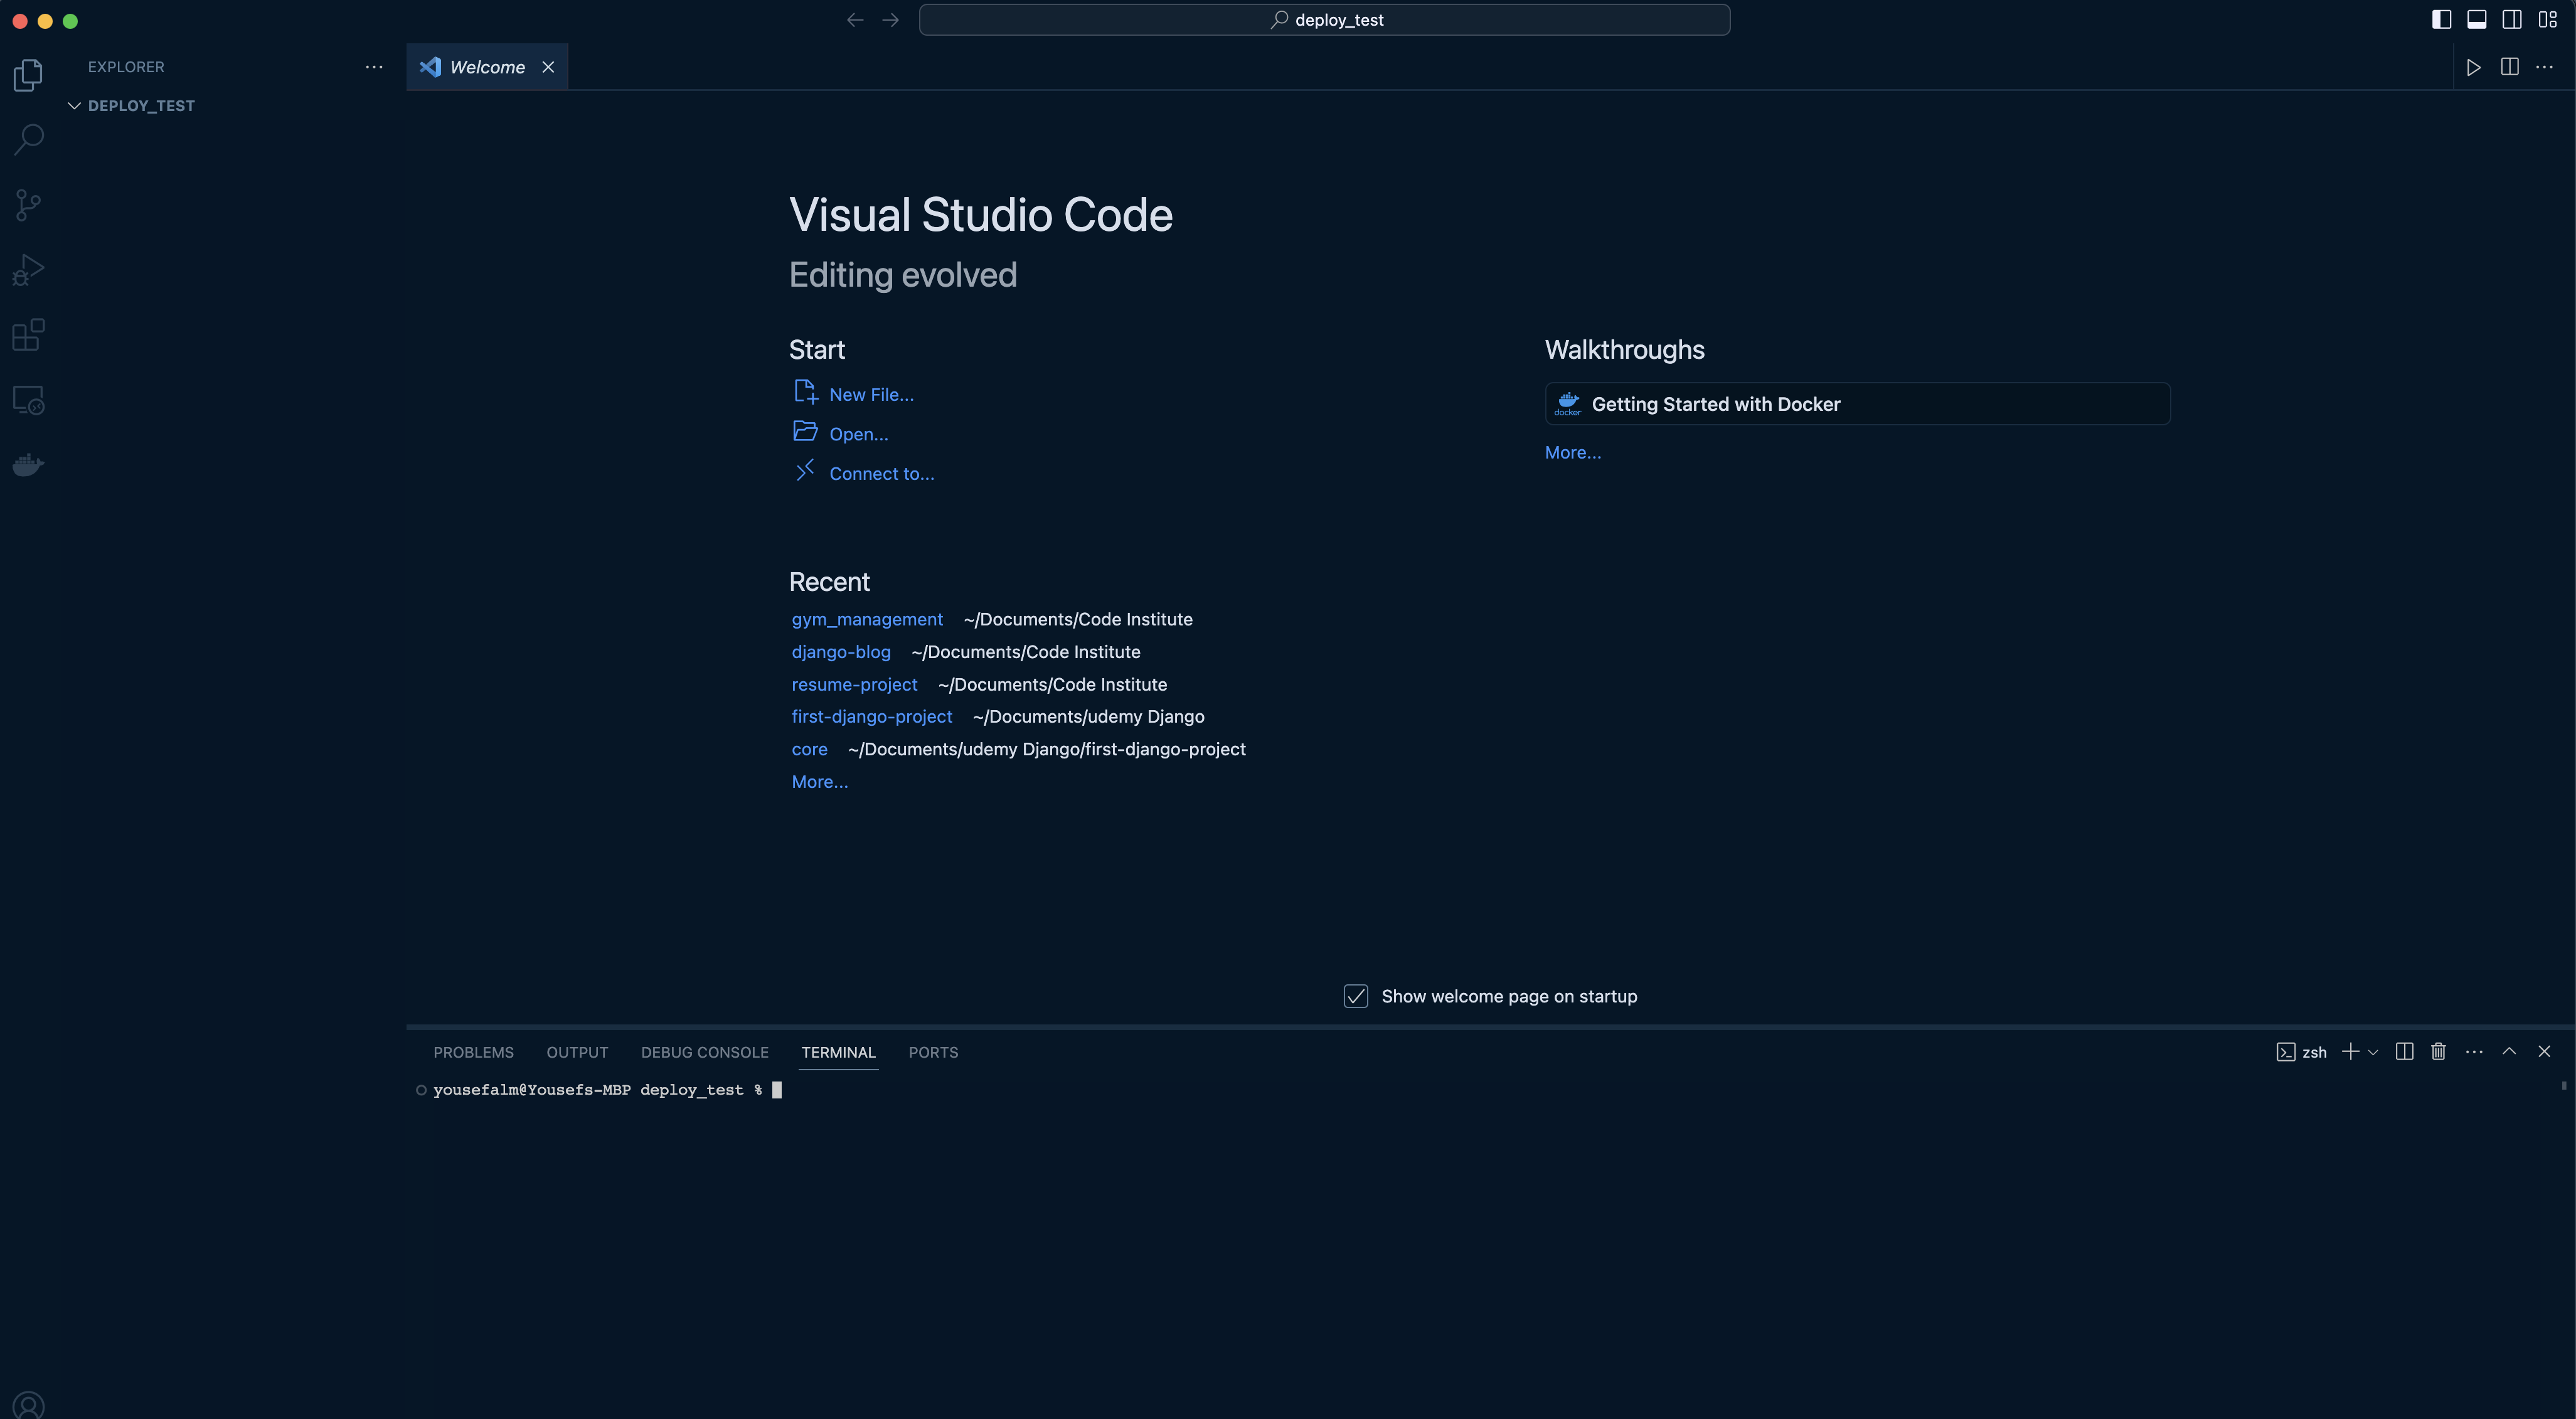 deploy_test
EXPLORER
DEPLOY_TEST
Welcome
Visual Studio Code
Editing evolved
Start
New File...
Open...
Connect to...
Walkthroughs
docker
Getting Started with Docker
More...
Recent
gym_management ~/Documents/Code Institute
django-blog ~/Documents/Code Institute
resume-project ~/Documents/Code Institute
first-django-project ~/Documents/udemy Django
core ~/Documents/udemy Django/first-django-project
More...
Show welcome page on startup
PROBLEMS OUTPUT DEBUG CONSOLE TERMINAL PORTS
zsh
yousefalm@Yousefs-MBP deploy_test %